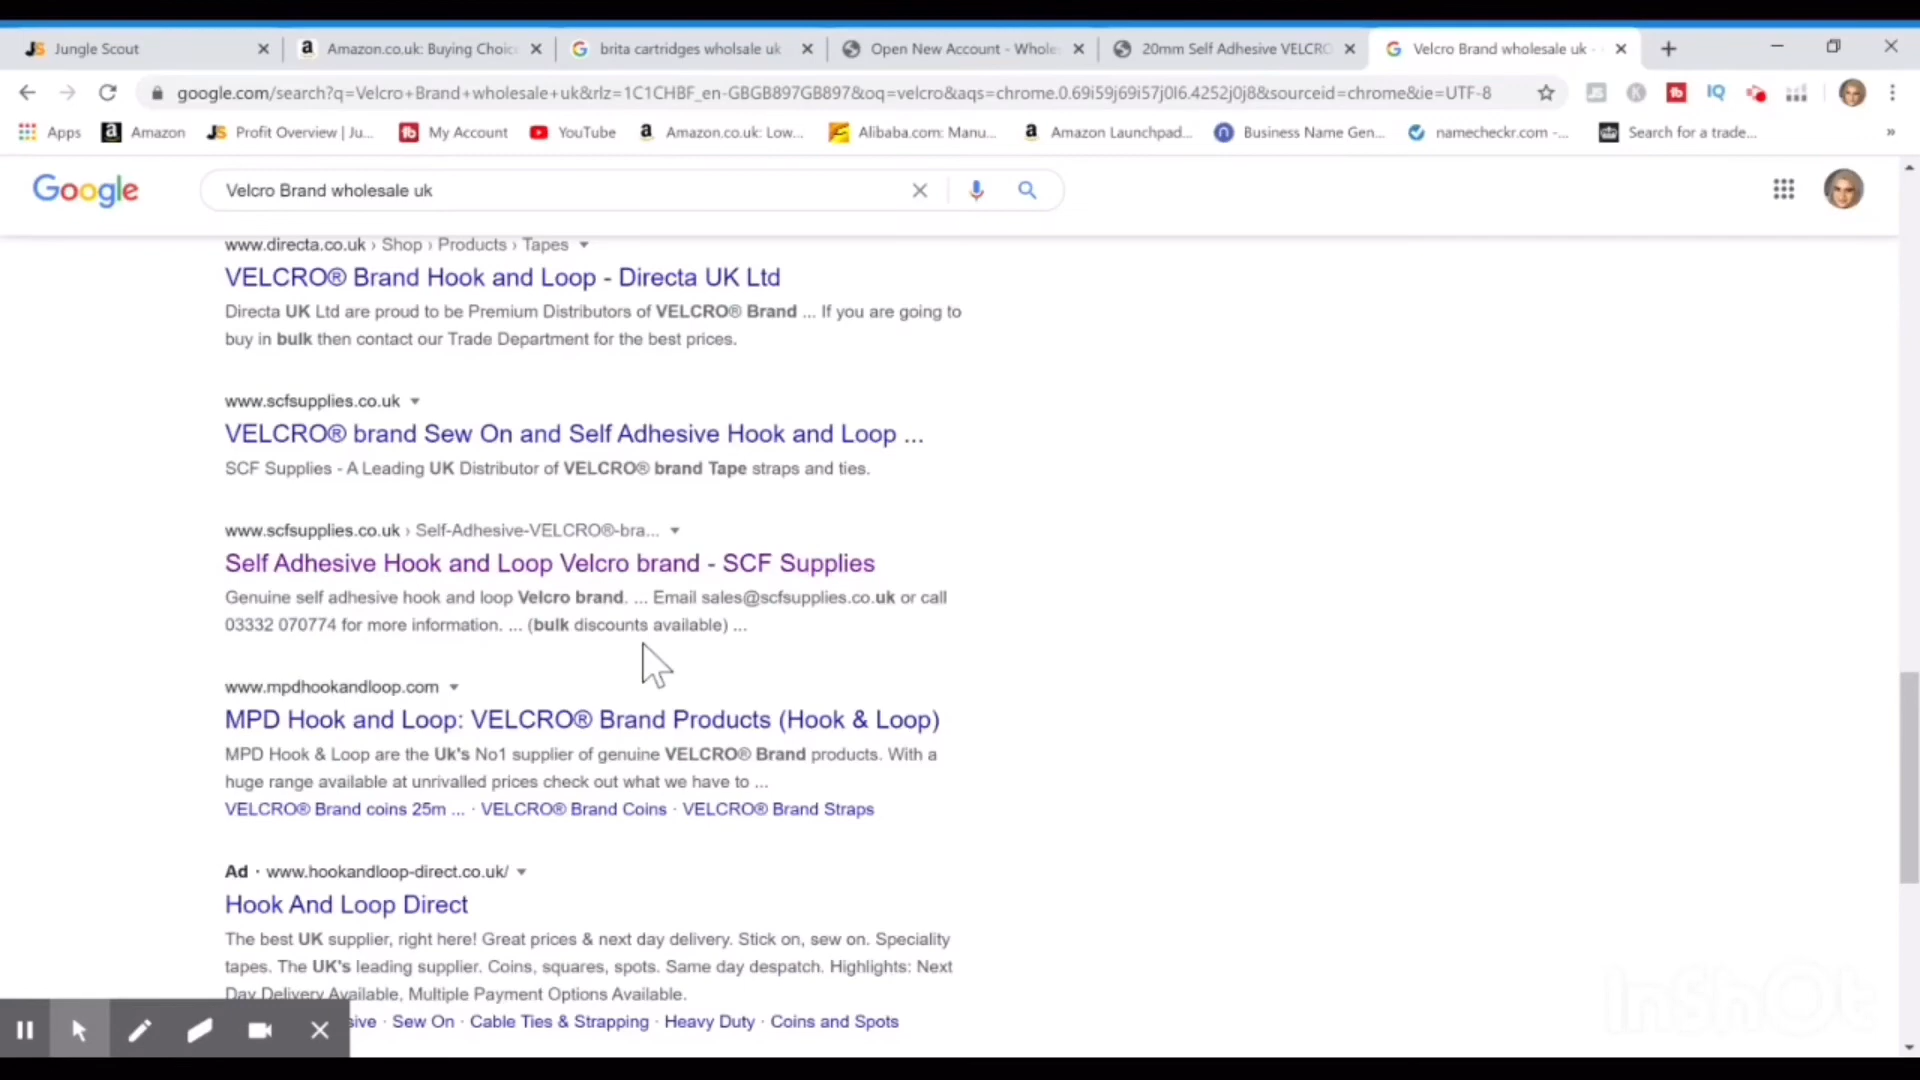 Jungle Scout
Amazon.co.uk: Buying Choic
brita cartridges wholsale uk
Open New Account - Whole
20mm Self Adhesive VELCRO
Velcro Brand wholesale uk -
google.com/search?q=Velcro+Brand+wholesale+uk&rlz=1C1CHBF_en-GBGB897GB897&oq=velcro&aqs=chrome.0.69i59j69i57j0l6.4252j0j8&sourceid=chrome&ie=UTF-8
Apps
Amazon
Profit Overview | Ju...
My Account
YouTube
Amazon.co.uk: Low...
Alibaba.com: Manu...
Amazon Launchpad...
Business Name Gen...
namecheckr.com -...
Search for a trade...
Google
Velcro Brand wholesale uk
www.directa.co.uk › Shop › Products › Tapes
VELCRO® Brand Hook and Loop - Directa UK Ltd
Directa UK Ltd are proud to be Premium Distributors of VELCRO® Brand ... If you are going to
buy in bulk then contact our Trade Department for the best prices.
www.scfsupplies.co.uk
VELCRO® brand Sew On and Self Adhesive Hook and Loop ...
SCF Supplies - A Leading UK Distributor of VELCRO® brand Tape straps and ties.
www.scfsupplies.co.uk › Self-Adhesive-VELCRO®-bra...
Self Adhesive Hook and Loop Velcro brand - SCF Supplies
Genuine self adhesive hook and loop Velcro brand. ... Email sales@scfsupplies.co.uk or call
03332 070774 for more information. ... (bulk discounts available) ...
www.mpdhookandloop.com
MPD Hook and Loop: VELCRO® Brand Products (Hook & Loop)
MPD Hook & Loop are the Uk's No1 supplier of genuine VELCRO® Brand products. With a
huge range available at unrivalled prices check out what we have to ...
VELCRO® Brand coins 25m ... · VELCRO® Brand Coins · VELCRO® Brand Straps
Ad · www.hookandloop-direct.co.uk/
Hook And Loop Direct
The best UK supplier, right here! Great prices & next day delivery. Stick on, sew on. Speciality
tapes. The UK's leading supplier. Coins, squares, spots. Same day despatch. Highlights: Next
Day Delivery Available, Multiple Payment Options Available.
sive · Sew On · Cable Ties & Strapping · Heavy Duty · Coins and Spots
InShOt